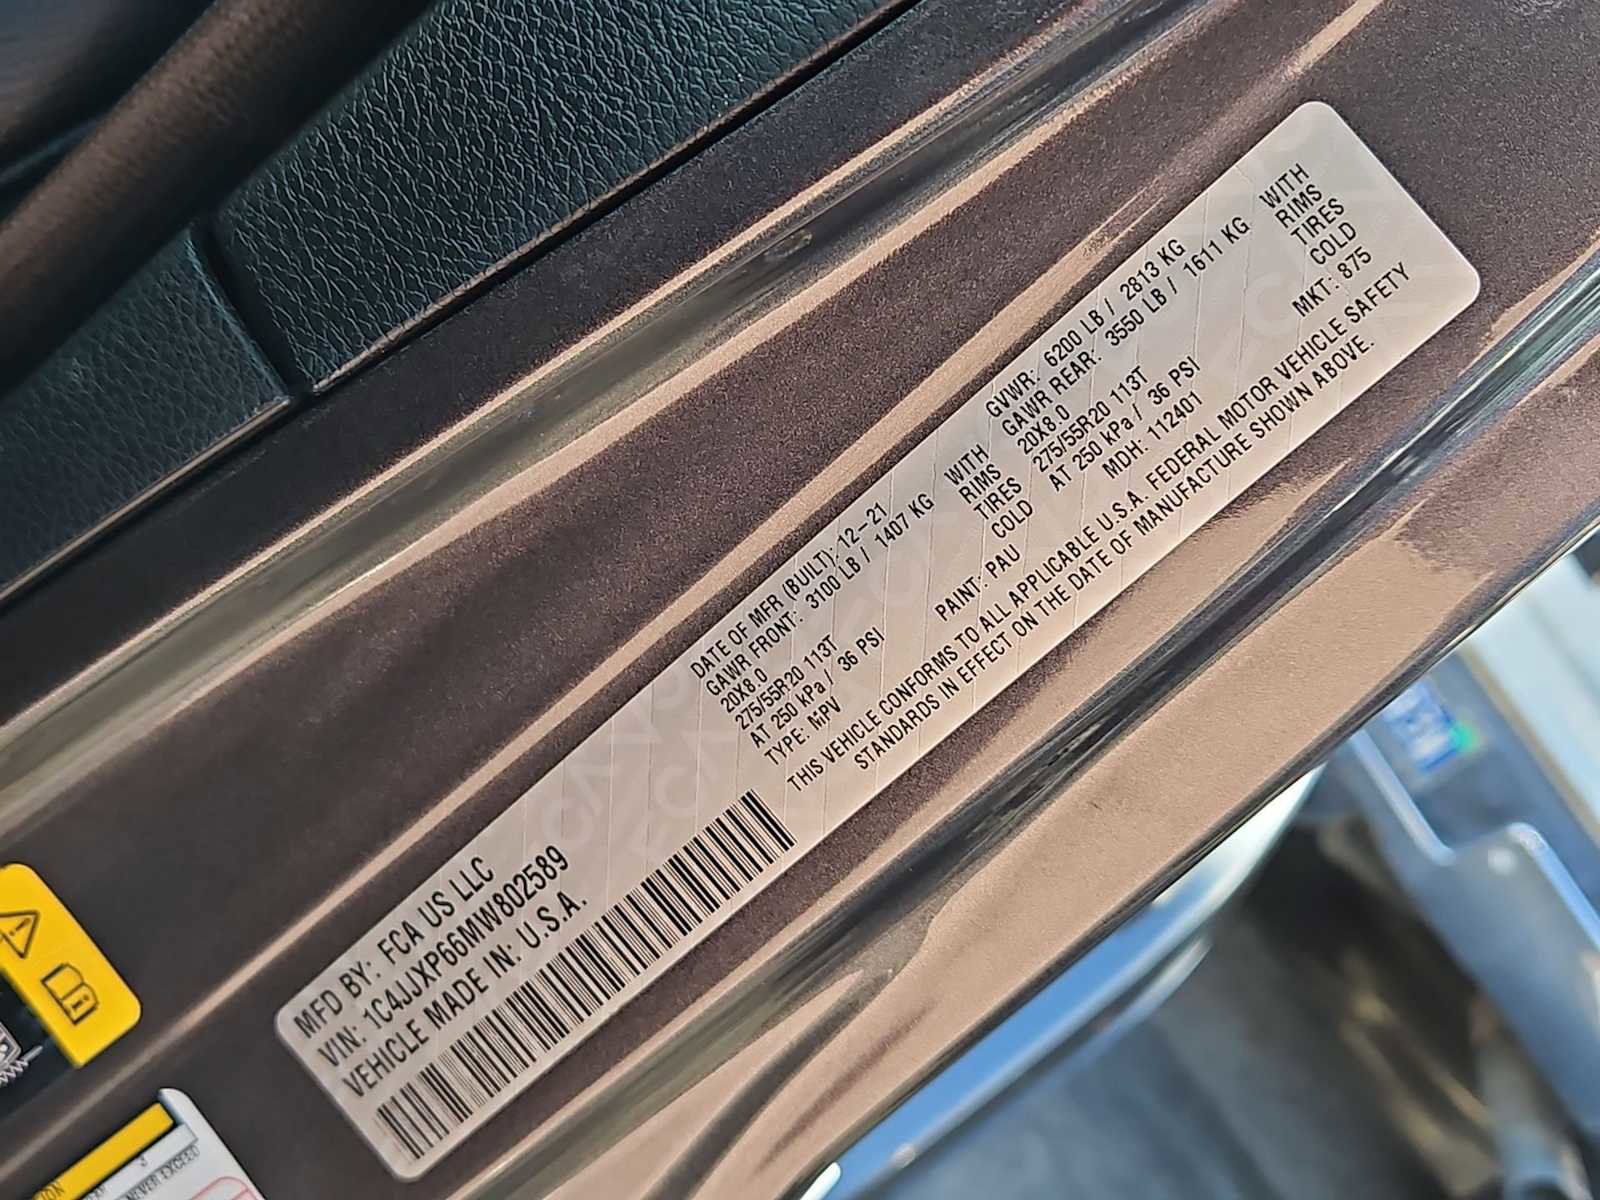 MFD BY: FCA US LLC
VIN: 1C4JJXP66MW802589
VEHICLE MADE IN: U.S.A.
DATE OF MFR (BUILT): 12-21 GVWR: 6200 LB / 2813 KG
GAWR FRONT: 3100 LB / 1407 KG WITH GAWR REAR: 3550 LB / 1611 KG WITH
20X8.0 RIMS 20X8.0 RIMS
275/55R20 113T TIRES 275/55R20 113T TIRES
AT 250 kPa / 36 PSI COLD AT 250 kPa / 36 PSI COLD
TYPE: MPV PAINT: PAU MDH: 112401 MKT: 875
THIS VEHICLE CONFORMS TO ALL APPLICABLE U.S.A. FEDERAL MOTOR VEHICLE SAFETY
STANDARDS IN EFFECT ON THE DATE OF MANUFACTURE SHOWN ABOVE.
NEVER EXCEED